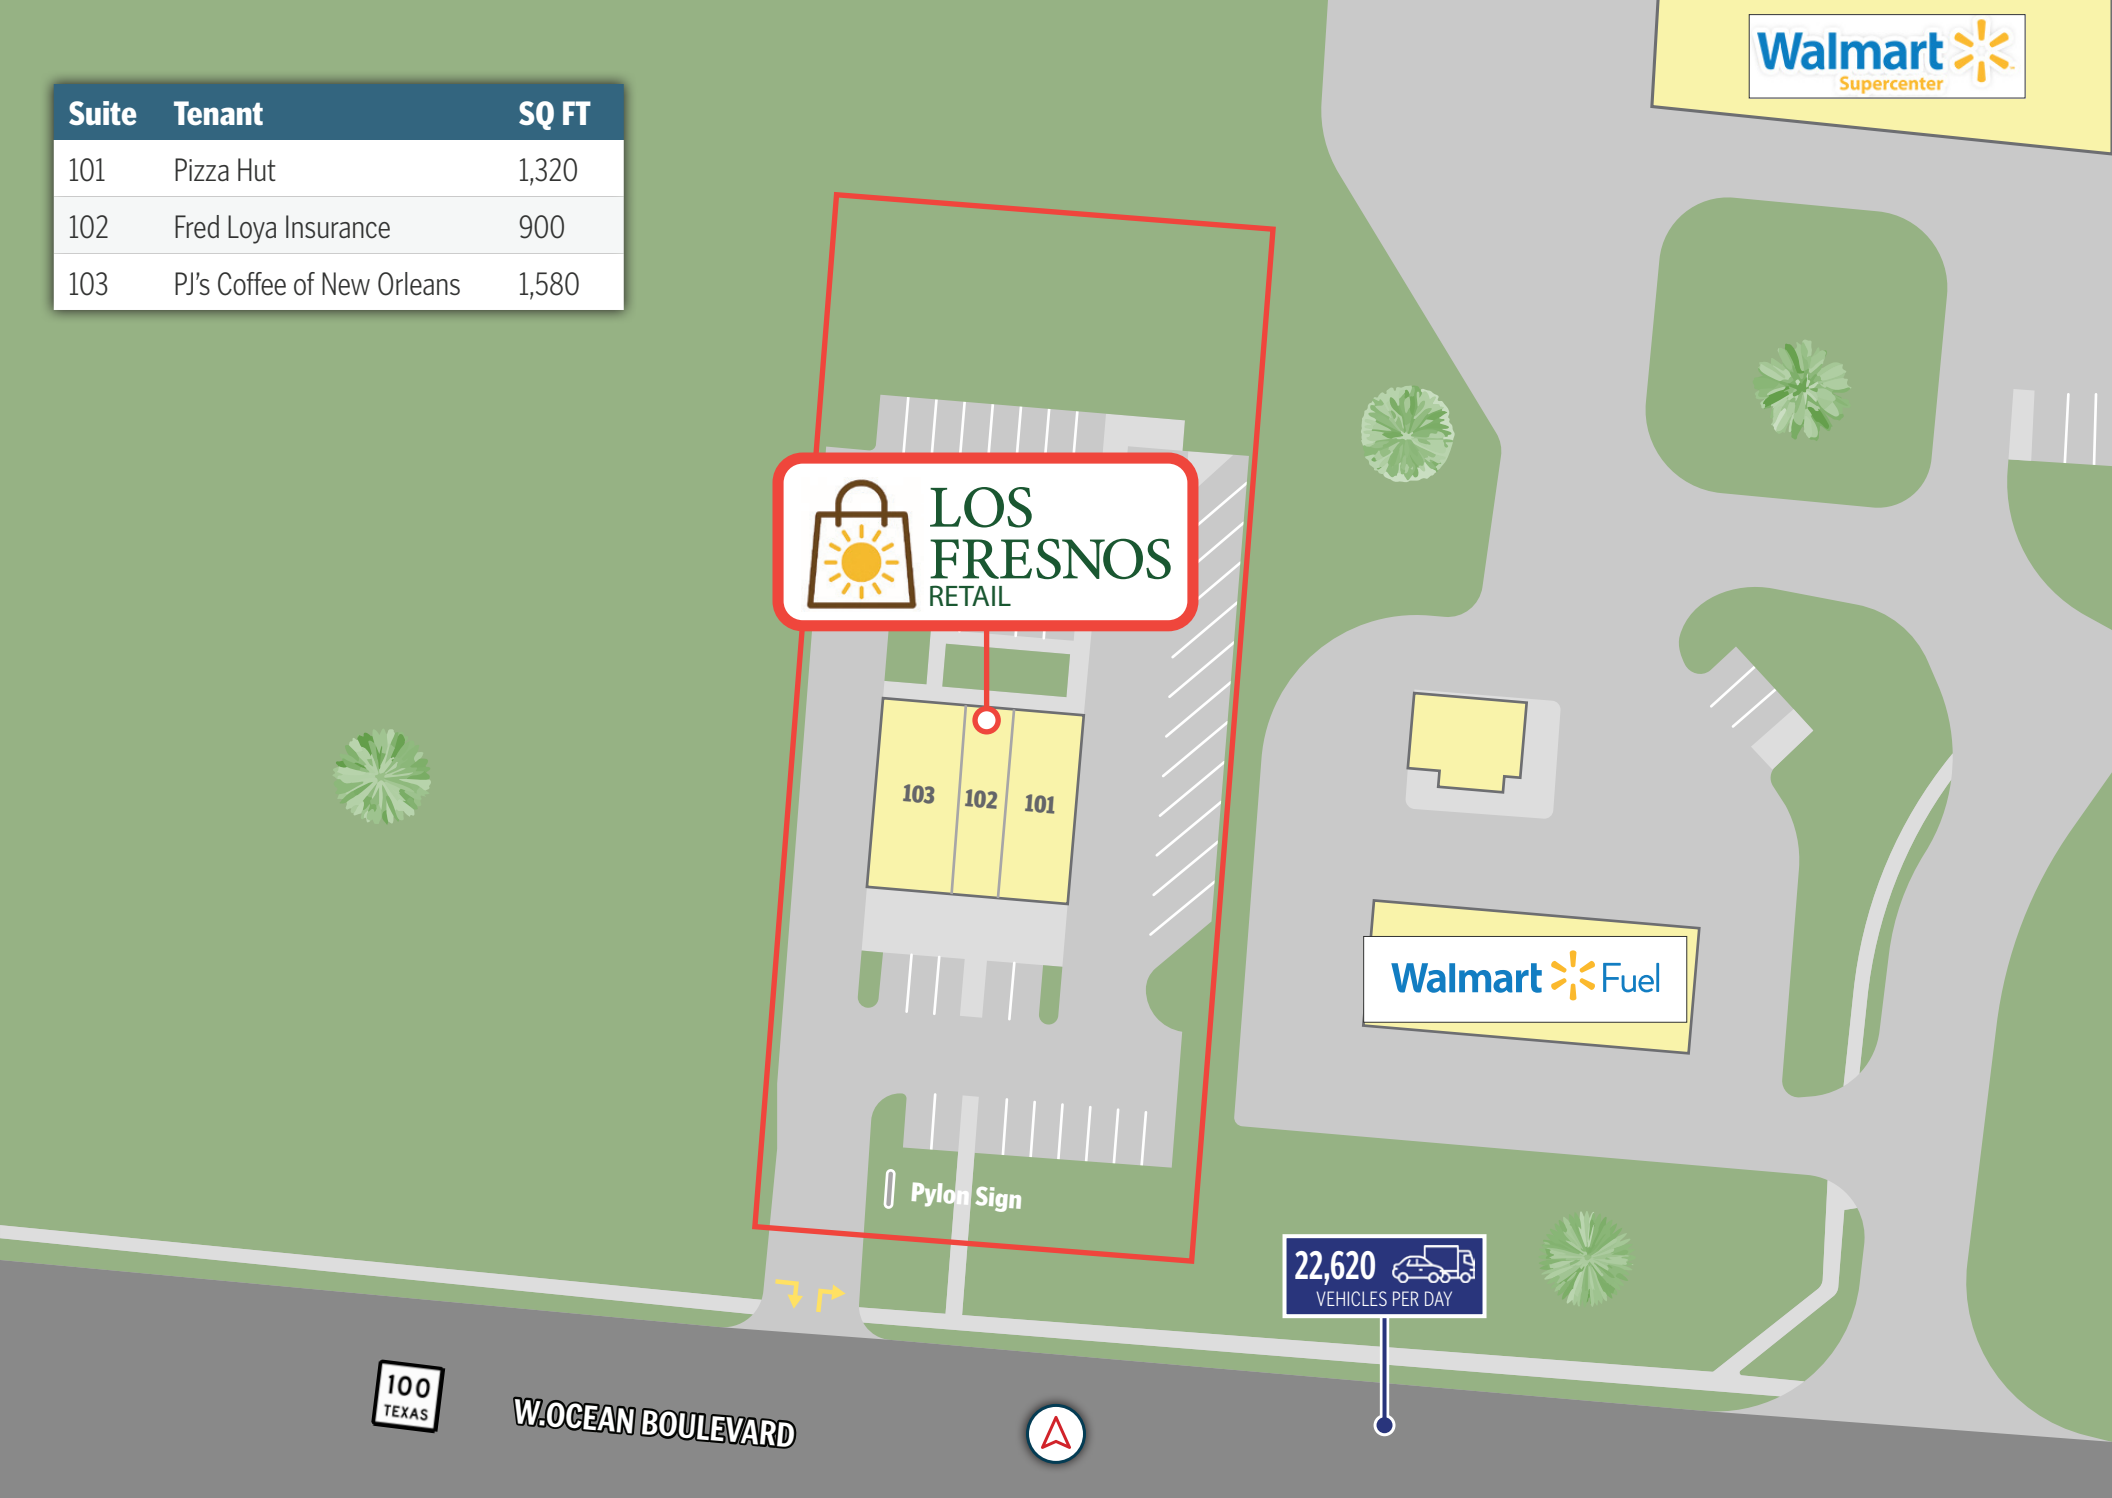 Suite Tenant SQ FT
101 Pizza Hut 1,320
102 Fred Loya Insurance 900
103 PJ's Coffee of New Orleans 1,580
Walmart
Supercenter
LOS
FRESNOS
RETAIL
103 102 101
Walmart Fuel
Pylon Sign
22,620
VEHICLES PER DAY
100
TEXAS
W.OCEAN BOULEVARD